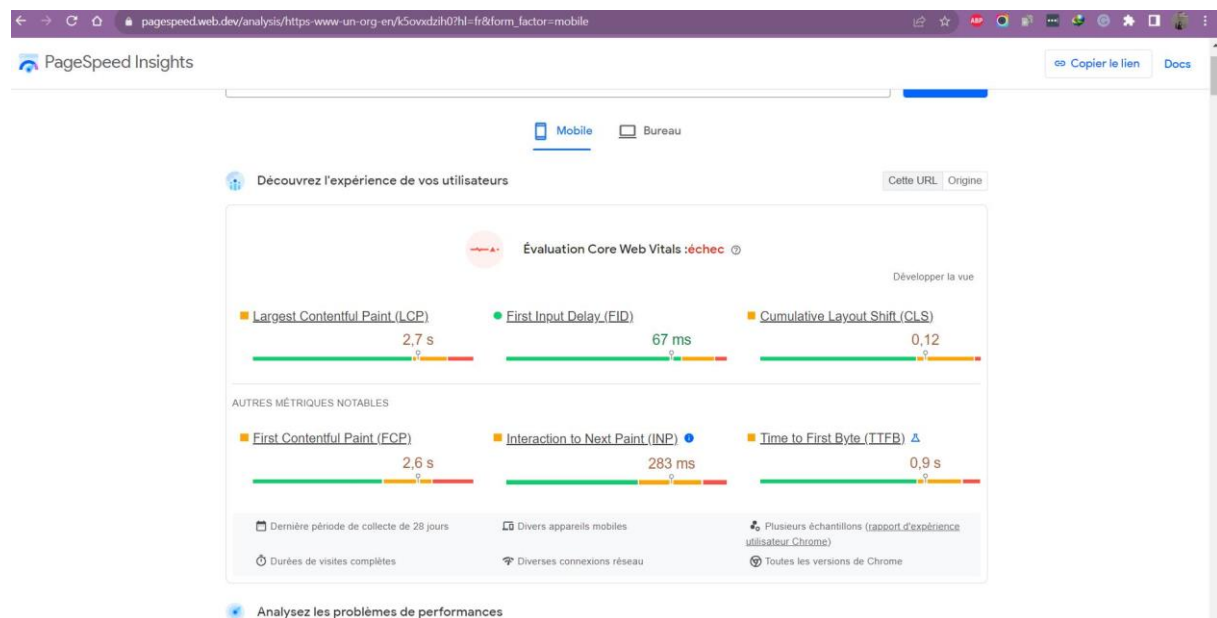 pagespeed.web.dev/analysis/https-www-un-org-en/k5ovxdzih0?hl=fr&form_factor=mobile
ABP
PageSpeed Insights
Copier le lien
Docs
Mobile
Bureau
Découvrez l'expérience de vos utilisateurs
Cette URL
Origine
Évaluation Core Web Vitals :échec
Développer la vue
Largest Contentful Paint (LCP)
2,7 s
First Input Delay (FID)
67 ms
Cumulative Layout Shift (CLS)
0,12
AUTRES MÉTRIQUES NOTABLES
First Contentful Paint (FCP)
2,6 s
Interaction to Next Paint (INP)
283 ms
Time to First Byte (TTFB)
0,9 s
Dernière période de collecte de 28 jours
Divers appareils mobiles
Plusieurs échantillons (rapport d'expérience
utilisateur Chrome)
Durées de visites complètes
Diverses connexions réseau
Toutes les versions de Chrome
Analysez les problèmes de performances